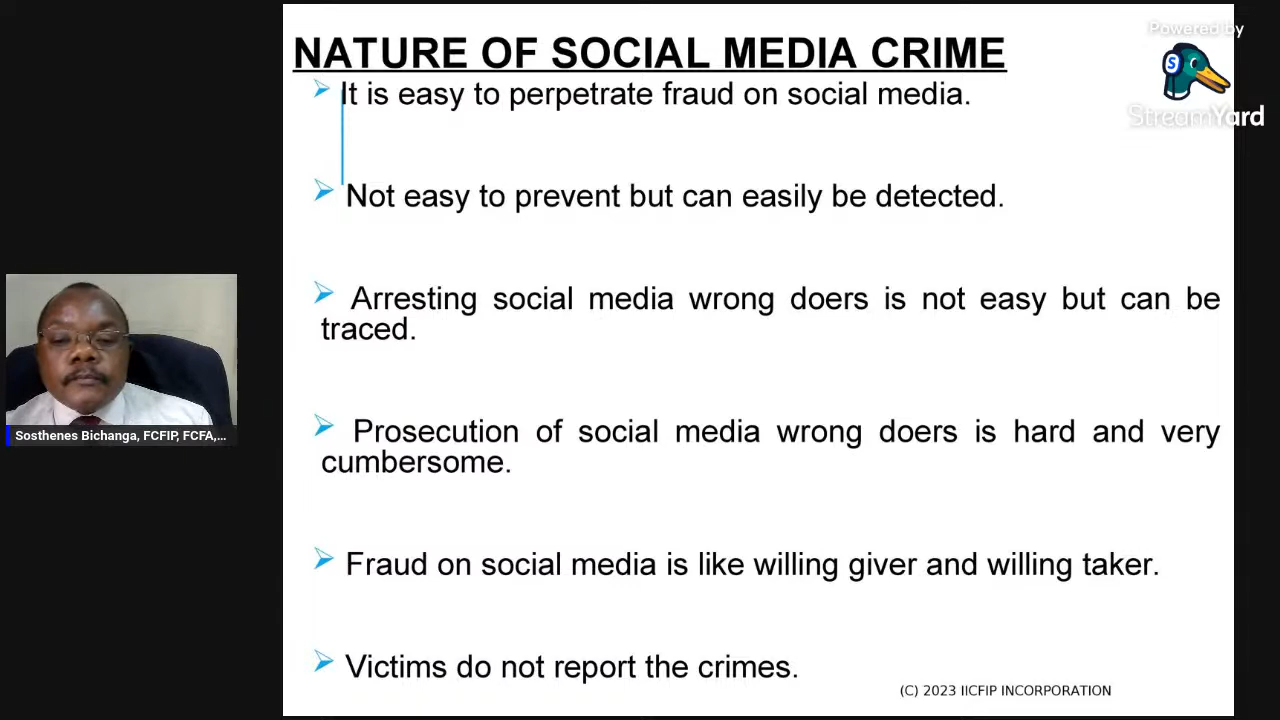 NATURE OF SOCIAL MEDIA CRIME
It is easy to perpetrate fraud on social media.
Not easy to prevent but can easily be detected.
Arresting social media wrong doers is not easy but can be
traced.
Prosecution of social media wrong doers is hard and very
cumbersome.
Fraud on social media is like willing giver and willing taker.
Victims do not report the crimes.
(C) 2023 IICFIP INCORPORATION
Powered by
S
StreamYard
Sosthenes Bichanga, FCFIP, FCFA,...